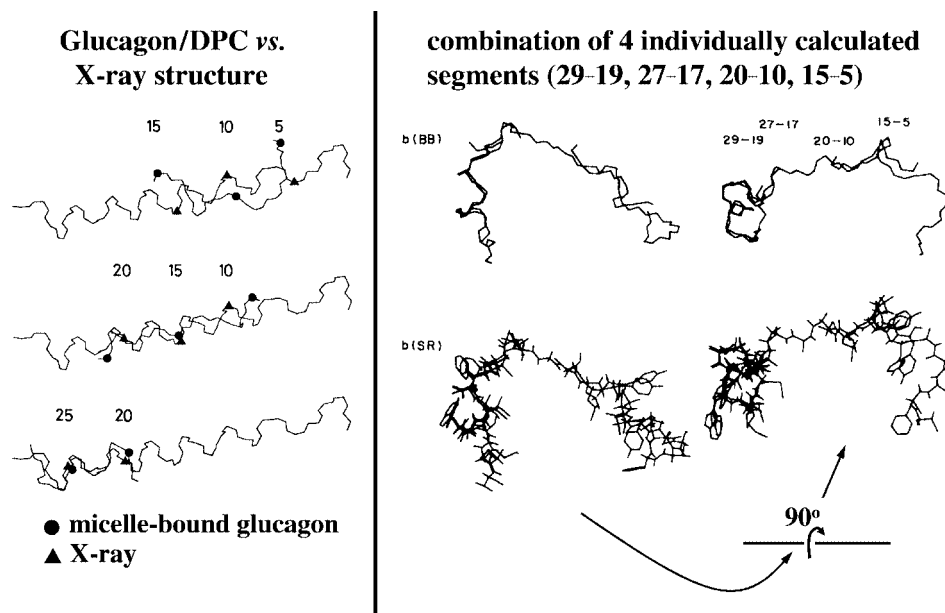 Glucagon/DPC vs.
X-ray structure
15 10 5
20 15 10
25 20
● micelle-bound glucagon
▲ X-ray
combination of 4 individually calculated
segments (29-19, 27-17, 20-10, 15-5)
b(BB)
29-19 27-17 20-10 15-5
b(SR)
90o